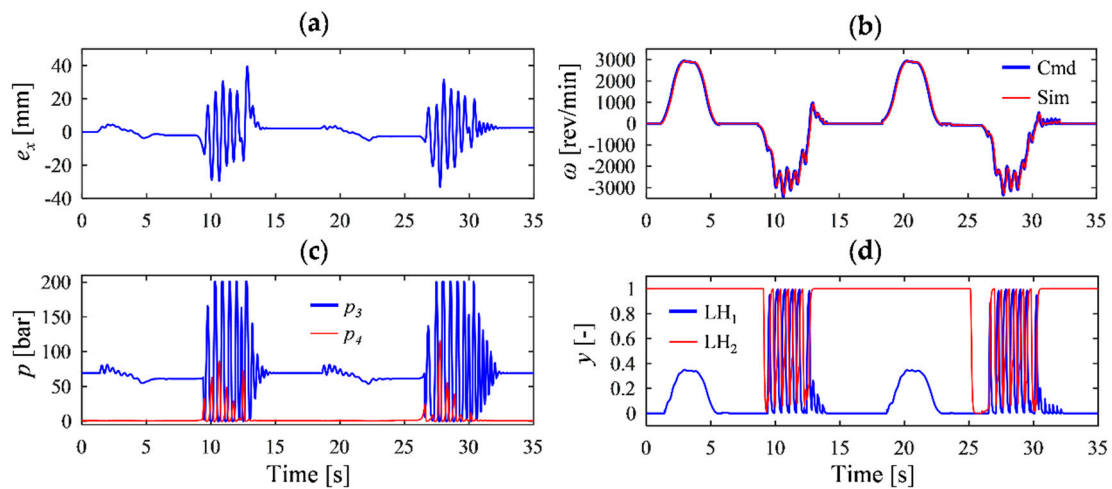 (a)
(b)
40
20
0
-20
-40
e_x [mm]
0 5 10 15 20 25 30 35
3000
2000
1000
0
-1000
-2000
-3000
ω [rev/min]
Cmd
Sim
0 5 10 15 20 25 30 35
(c)
(d)
200
150
100
50
0
p [bar]
p_3
p_4
0 5 10 15 20 25 30 35
Time [s]
1
0.8
0.6
0.4
0.2
0
y [-]
LH_1
LH_2
0 5 10 15 20 25 30 35
Time [s]